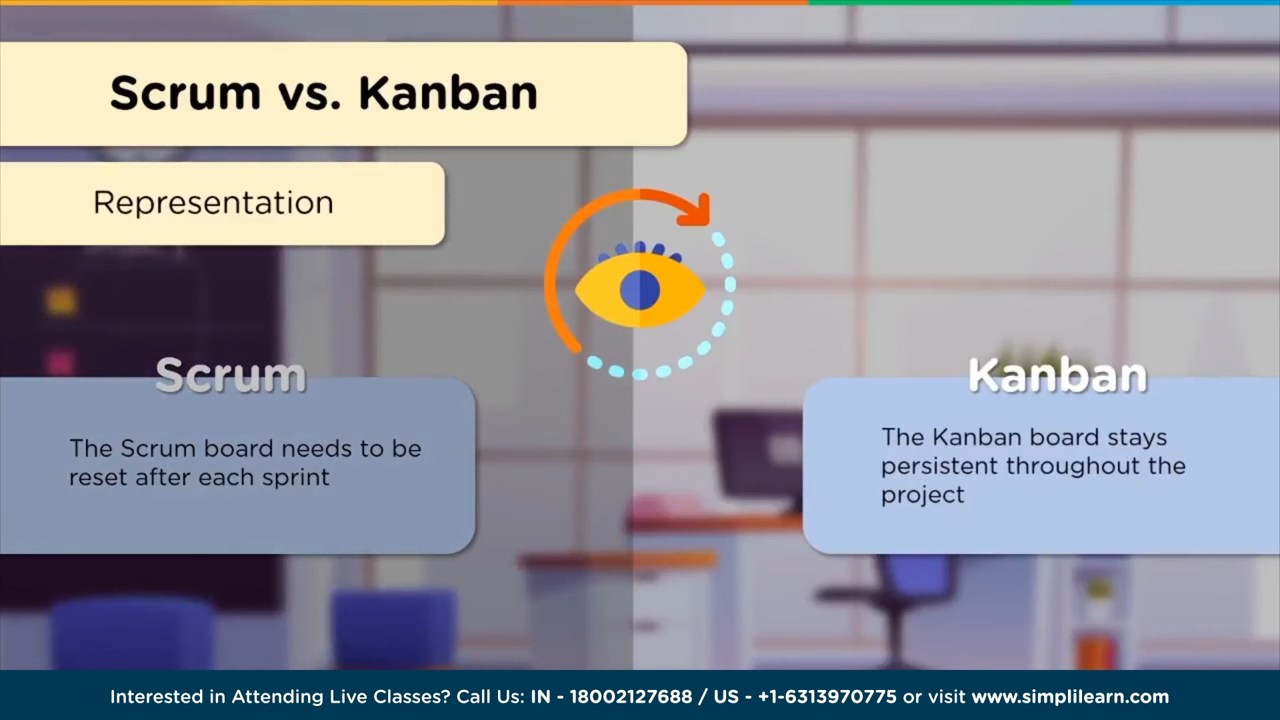 Scrum vs. Kanban
Representation
Scrum
The Scrum board needs to be
reset after each sprint
Kanban
The Kanban board stays
persistent throughout the
project
Interested in Attending Live Classes? Call Us: IN - 18002127688 / US - +1-6313970775 or visit www.simplilearn.com